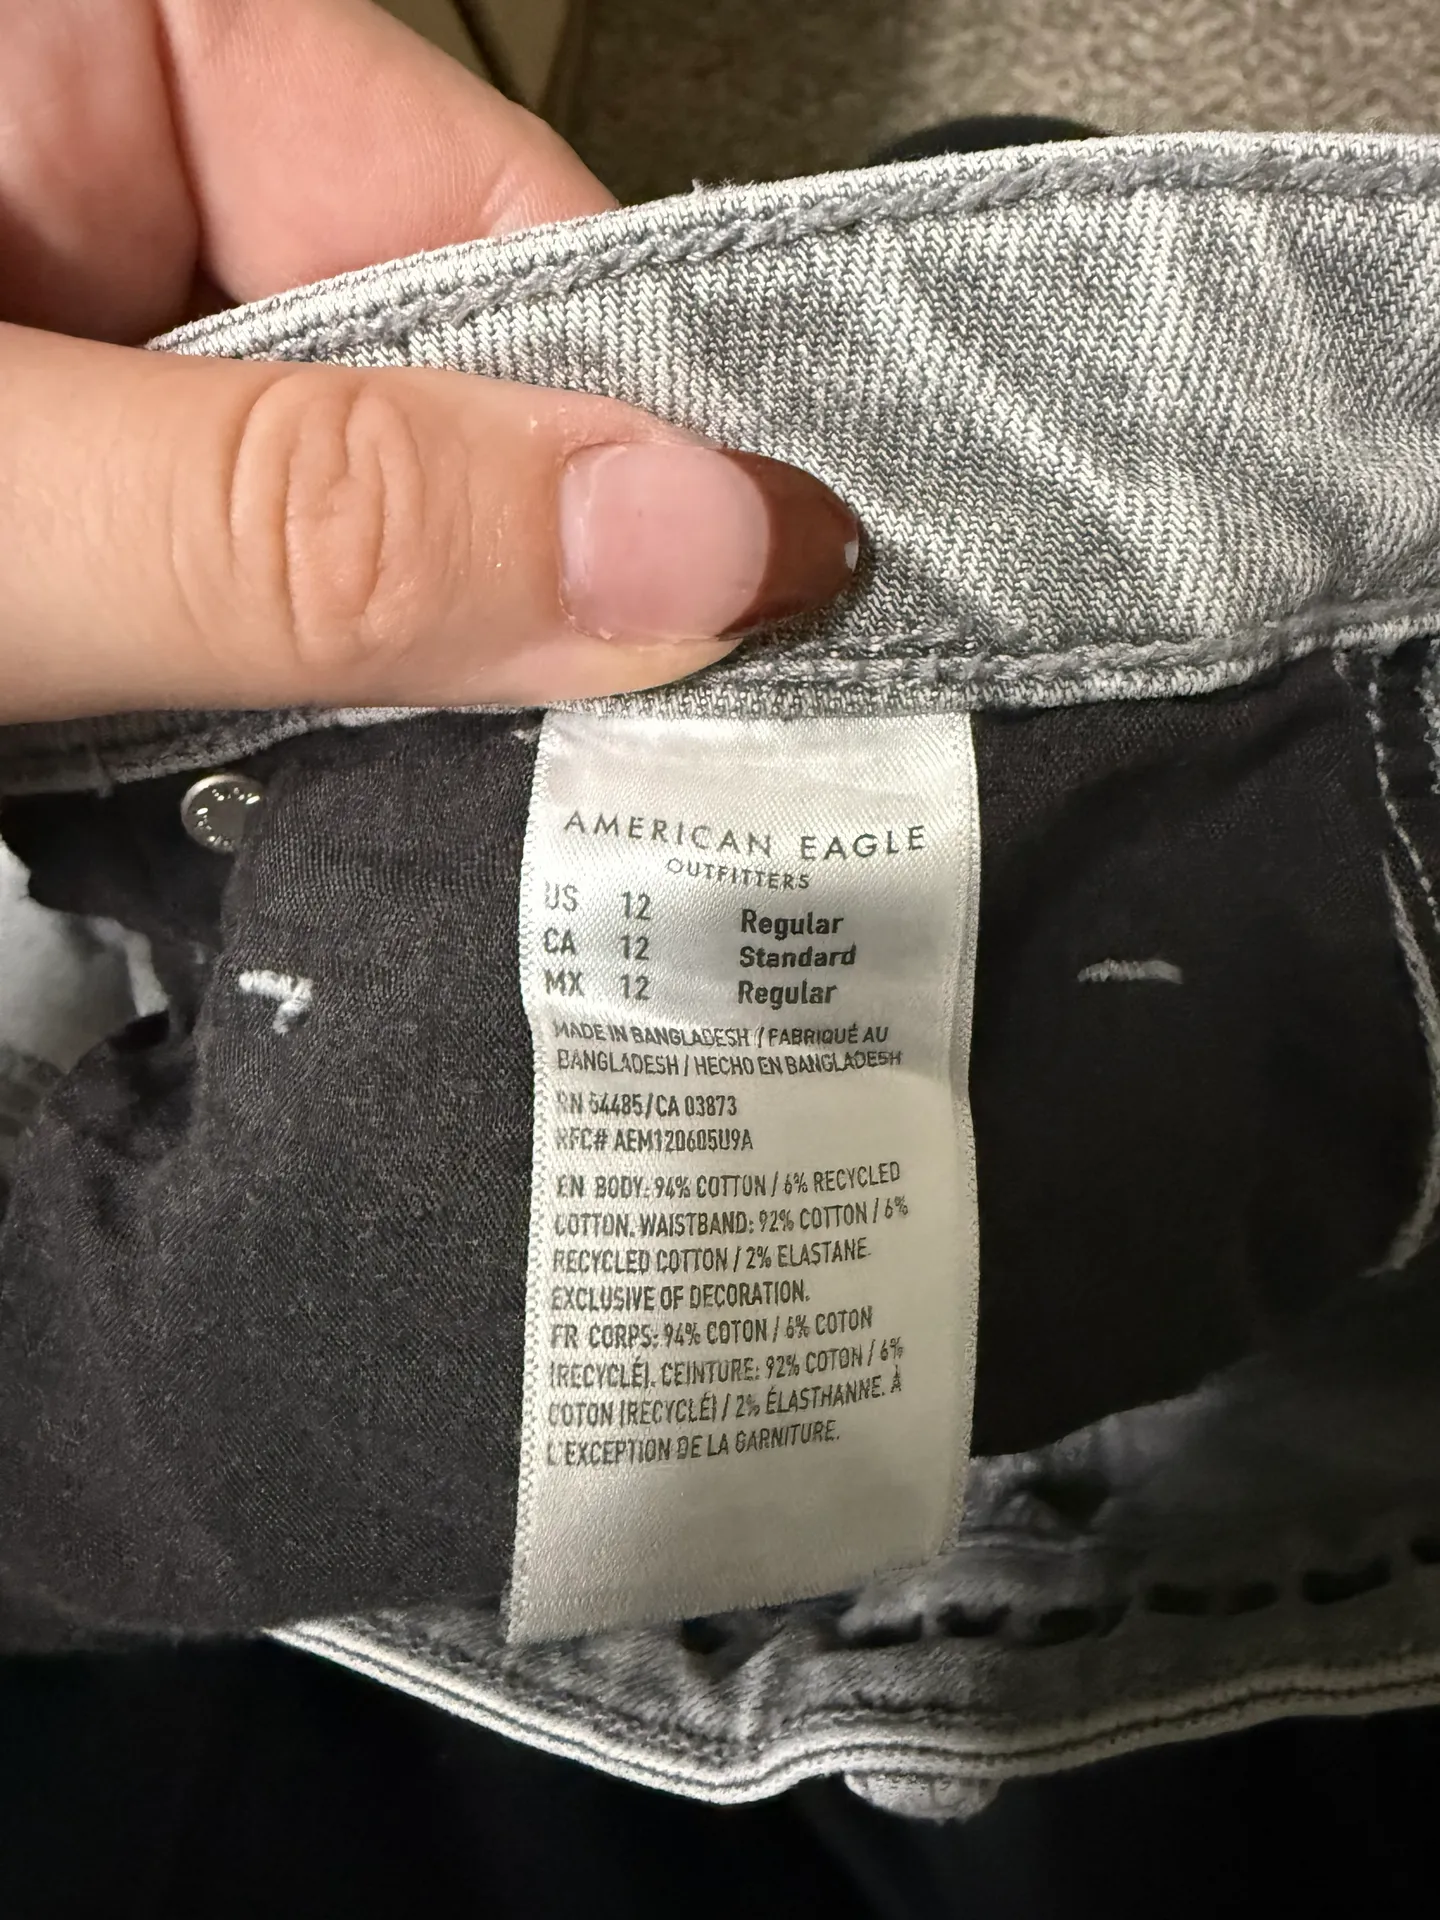 AMERICAN EAGLE
OUTFITTERS
US 12 Regular
CA 12 Standard
MX 12 Regular
MADE IN BANGLADESH / FABRIQUÉ AU
BANGLADESH / HECHO EN BANGLADESH
RN 54485/CA 03873
RFC# AEM120605U9A
EN BODY: 94% COTTON / 6% RECYCLED
COTTON. WAISTBAND: 92% COTTON / 6%
RECYCLED COTTON / 2% ELASTANE.
EXCLUSIVE OF DECORATION.
FR CORPS: 94% COTON / 6% COTON
(RECYCLÉ). CEINTURE: 92% COTON / 6%
COTON (RECYCLÉ) / 2% ÉLASTHANNE. À
L'EXCEPTION DE LA GARNITURE.